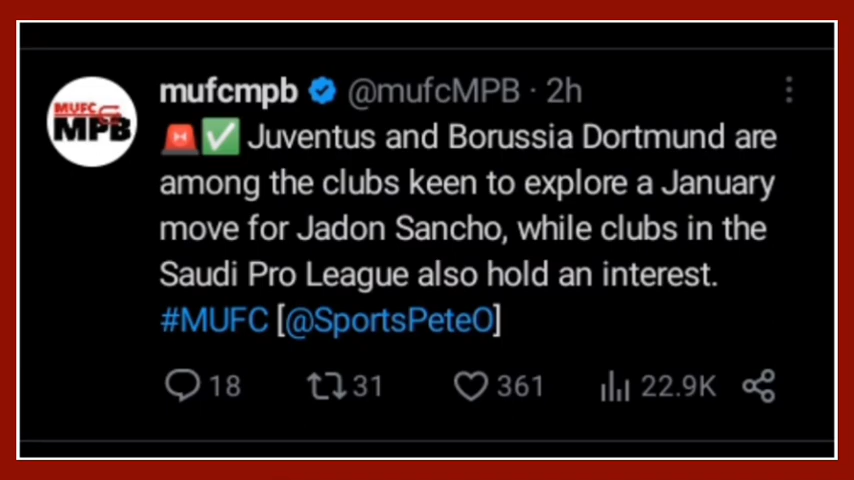 MUFC
MPB
mufcmpb @mufcMPB · 2h
🚨✅ Juventus and Borussia Dortmund are
among the clubs keen to explore a January
move for Jadon Sancho, while clubs in the
Saudi Pro League also hold an interest.
#MUFC [@SportsPeteO]
18 31 361 22.9K